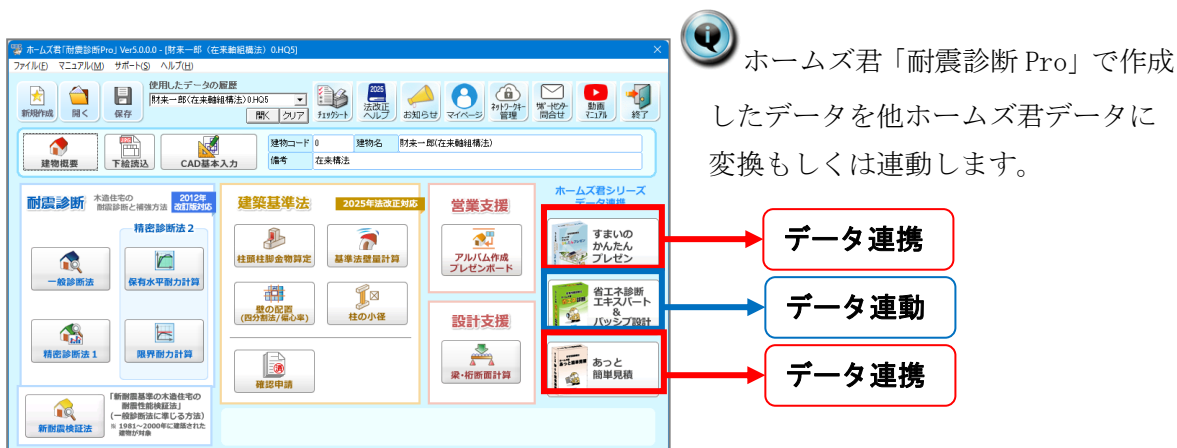 ホームズ君「耐震診断Pro」Ver5.0.0.0 - [財来一郎（在来軸組構法）0.HQ5]
ファイル(F) マニュアル(M) サポート(S) ヘルプ(H)
使用したデータの履歴
財来一郎(在来軸組構法)0.HQ5
開く クリア
新規作成 開く 保存 チェックシート 2025 法改正ヘルプ お知らせ マイページ ﾈｯﾄﾜｰｸｷｰ管理 ｻﾎﾟｰﾄｾﾝﾀｰ問合せ 動画ﾏﾆｭｱﾙ 終了
建物概要 下絵読込 CAD基本入力
建物コード 0 建物名 財来一郎(在来軸組構法)
備考 在来構法
耐震診断 木造住宅の
耐震診断と補強方法
2012年
改訂版対応
精密診断法２
一般診断法 保有水平耐力計算
精密診断法１ 限界耐力計算
新耐震検証法
「新耐震基準の木造住宅の
耐震性能検証法」
(一般診断法に準じる方法)
※ 1981～2000年に建築された
建物が対象
建築基準法 2025年法改正対応
柱頭柱脚金物算定 基準法壁量計算
壁の配置
(四分割法/偏心率)
柱の小径
確認申請
営業支援
アルバム作成
プレゼンボード
設計支援
梁・桁断面計算
ホームズ君シリーズ
データ連携
すまいの
かんたん
プレゼン
省エネ診断
エキスパート
&
パッシブ設計
あっと
簡単見積
ホームズ君「耐震診断 Pro」で作成
したデータを他ホームズ君データに
変換もしくは連動します。
データ連携
データ連動
データ連携